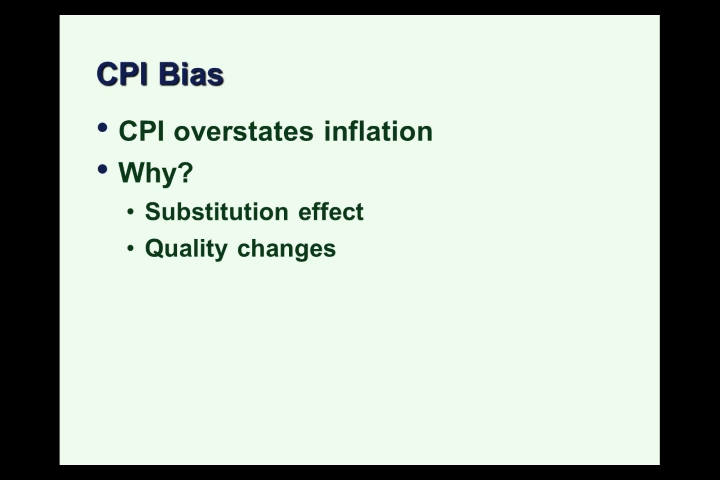 CPI Bias
• CPI overstates inflation
• Why?
• Substitution effect
• Quality changes